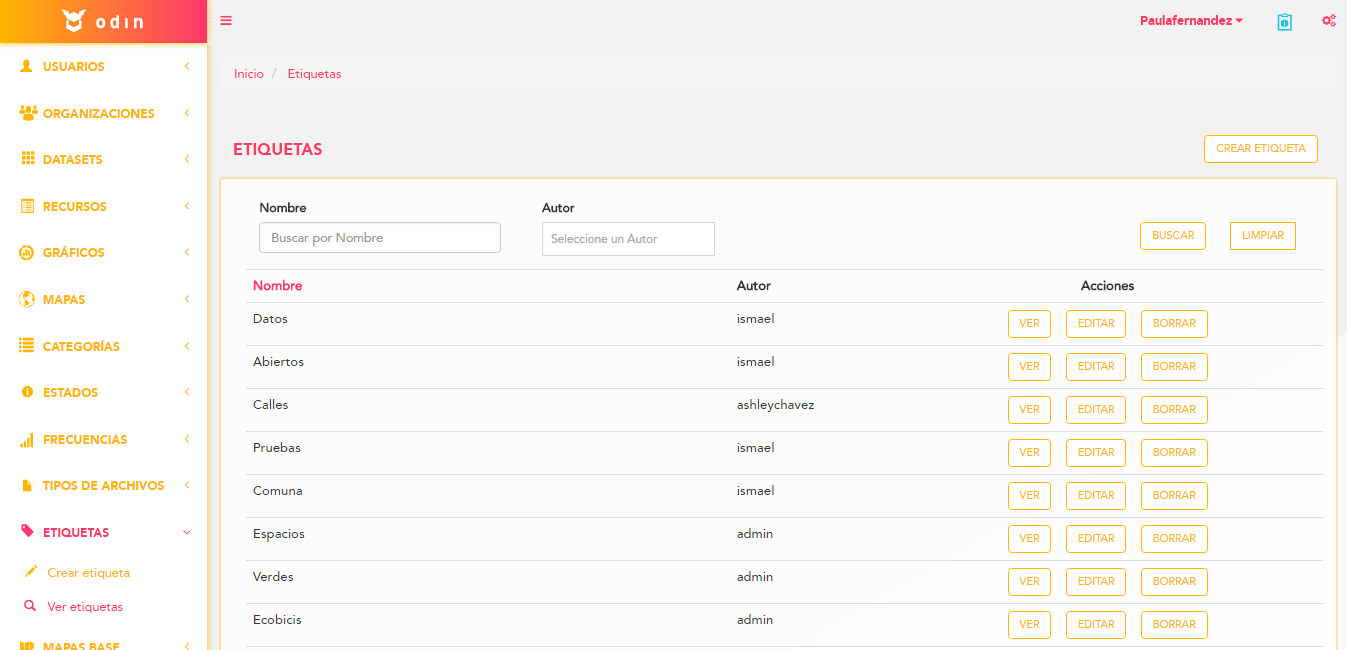 odin
Paulafernandez
USUARIOS
ORGANIZACIONES
DATASETS
RECURSOS
GRÁFICOS
MAPAS
CATEGORÍAS
ESTADOS
FRECUENCIAS
TIPOS DE ARCHIVOS
ETIQUETAS
Crear etiqueta
Ver etiquetas
MAPAS BASE
Inicio / Etiquetas
ETIQUETAS
CREAR ETIQUETA
Nombre Autor
Buscar por Nombre Seleccione un Autor BUSCAR LIMPIAR
Nombre Autor Acciones
Datos ismael VER EDITAR BORRAR
Abiertos ismael VER EDITAR BORRAR
Calles ashleychavez VER EDITAR BORRAR
Pruebas ismael VER EDITAR BORRAR
Comuna ismael VER EDITAR BORRAR
Espacios admin VER EDITAR BORRAR
Verdes admin VER EDITAR BORRAR
Ecobicis admin VER EDITAR BORRAR